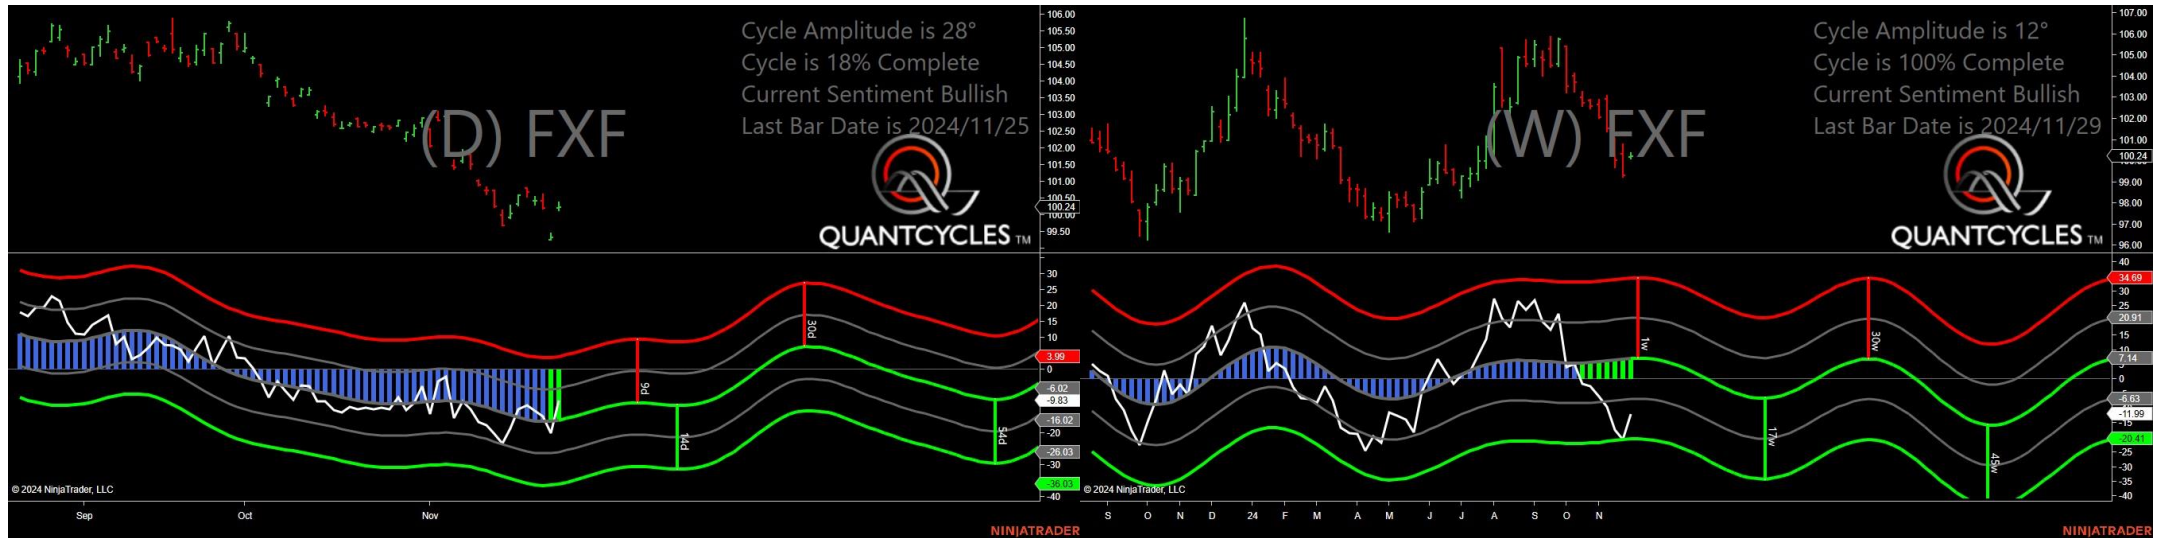 Cycle Amplitude is 28°
Cycle is 18% Complete
Current Sentiment Bullish
Last Bar Date is 2024/11/25
(D) FXF
QUANTCYCLES TM
106.00
105.50
105.00
104.50
104.00
103.50
103.00
102.50
102.00
101.50
101.00
100.50
100.24
100.00
99.50
30
25
20
15
10
3.99
0
-6.02
-9.83
-16.02
-20
-26.03
-30
-36.03
-40
9d
14d
30d
54d
© 2024 NinjaTrader, LLC
Sep
Oct
Nov
NINJATRADER
Cycle Amplitude is 12°
Cycle is 100% Complete
Current Sentiment Bullish
Last Bar Date is 2024/11/29
(W) FXF
QUANTCYCLES TM
107.00
106.00
105.00
104.00
103.00
102.00
101.00
100.24
99.00
98.00
97.00
96.00
40
34.69
30
25
20.91
15
10
7.14
0
-6.63
-11.99
-15
-20.41
-25
-30
-35
-40
1w
17w
30w
45w
© 2024 NinjaTrader, LLC
S
O
N
D
24
F
M
A
M
J
J
A
S
O
N
NINJATRADER